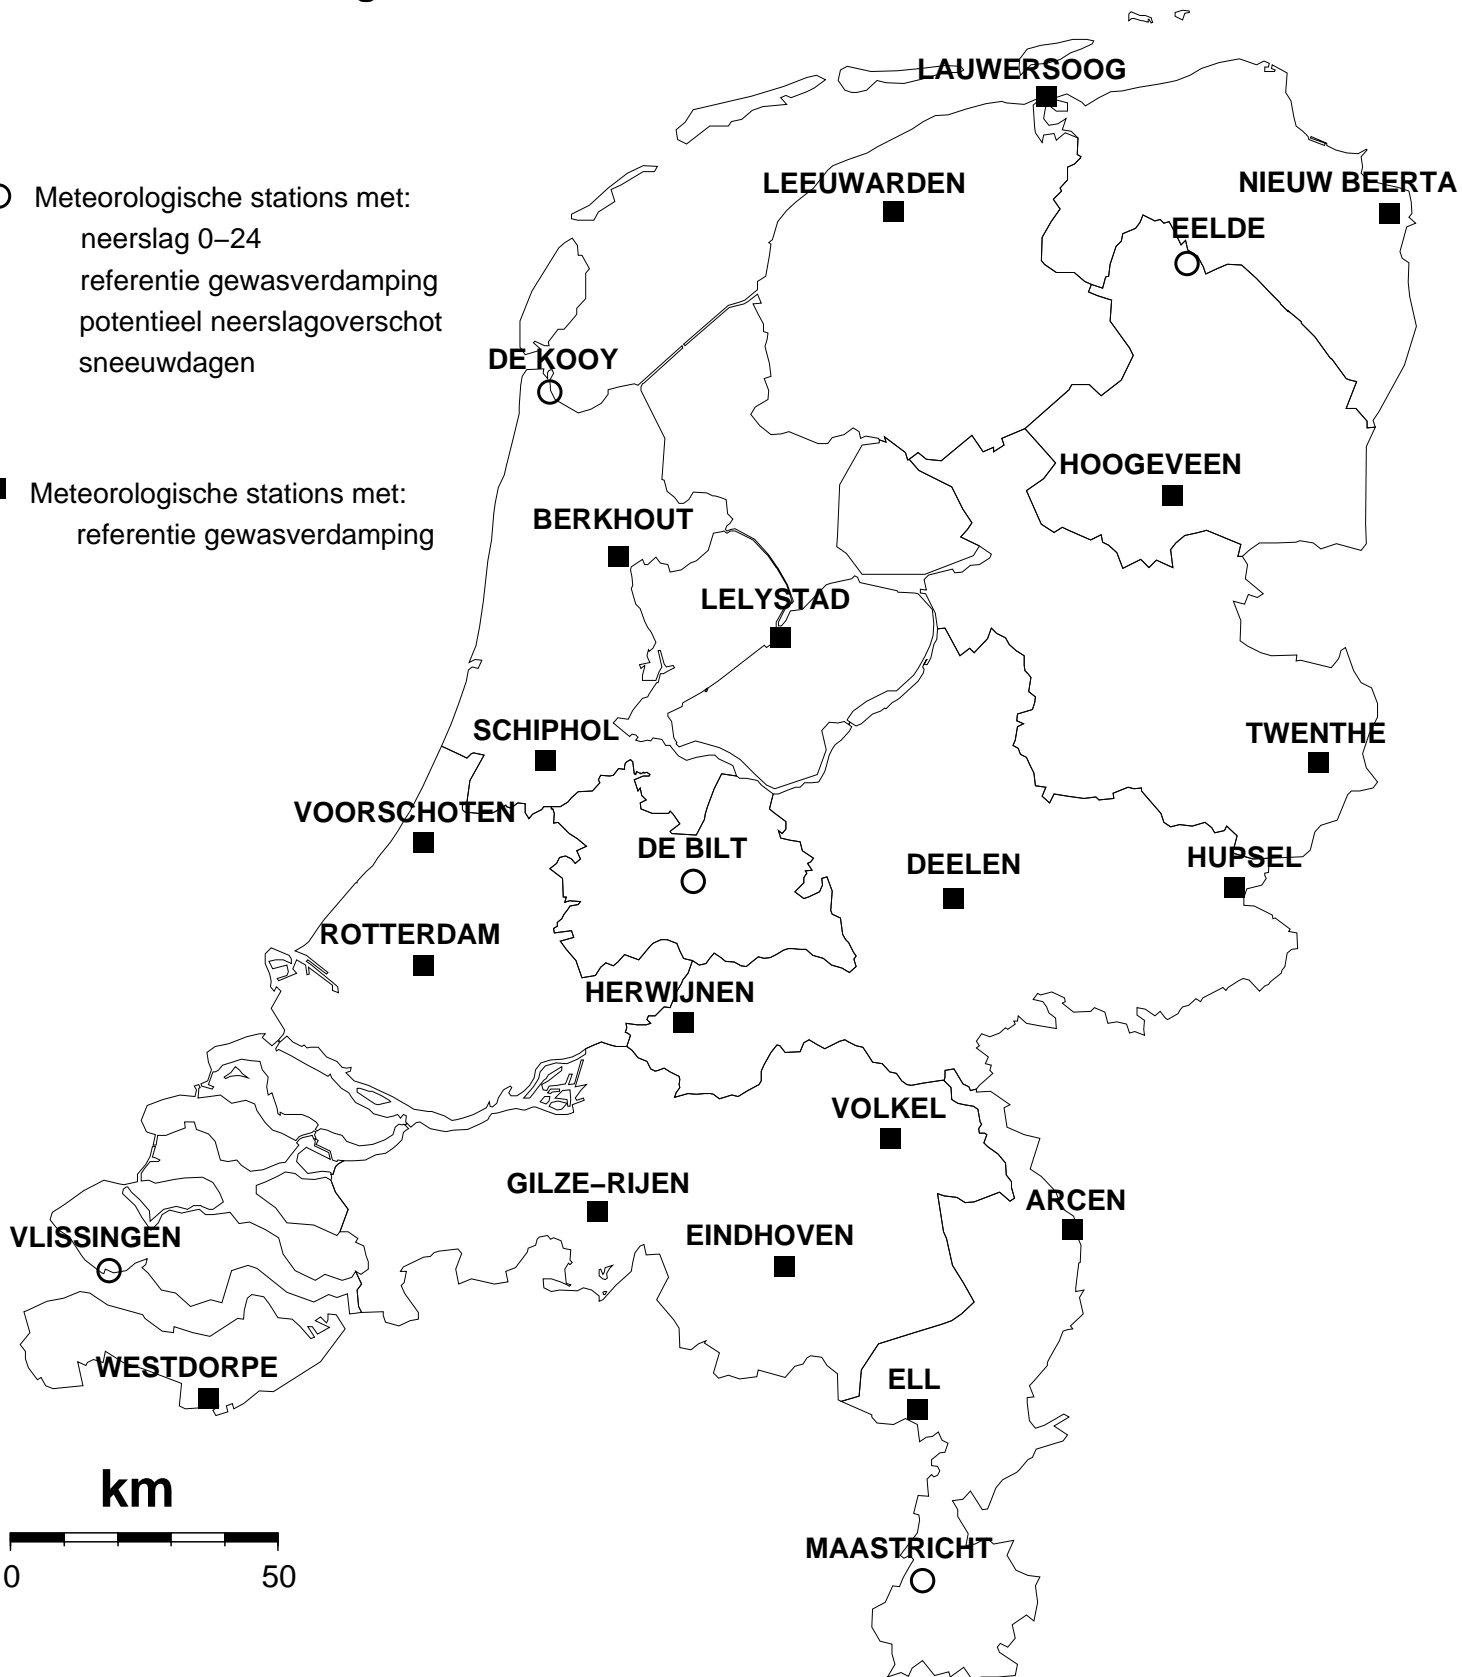 LAUWERSOOG
LEEUWARDEN
NIEUW BEERTA
Meteorologische stations met:
EELDE
neerslag 0–24
referentie gewasverdamping
potentieel neerslagoverschot
sneeuwdagen
DE KOOY
HOOGEVEEN
Meteorologische stations met:
referentie gewasverdamping
BERKHOUT
LELYSTAD
SCHIPHOL
TWENTHE
VOORSCHOTEN
DE BILT
DEELEN
HUPSEL
ROTTERDAM
HERWIJNEN
VOLKEL
GILZE–RIJEN
ARCEN
EINDHOVEN
VLISSINGEN
WESTDORPE
ELL
km
MAASTRICHT
0 50